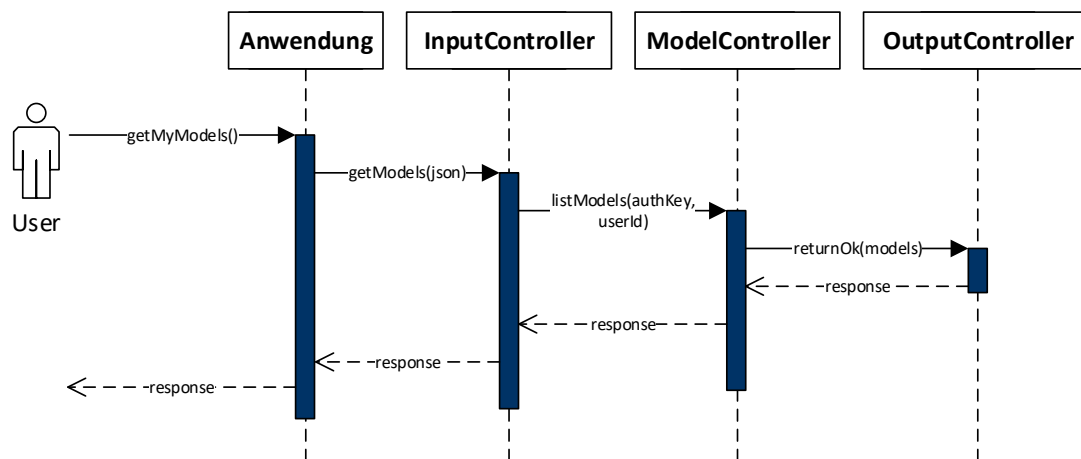 Anwendung
InputController
ModelController
OutputController
getMyModels()
User
getModels(json)
listModels(authKey,
userId)
returnOk(models)
response
response
response
response